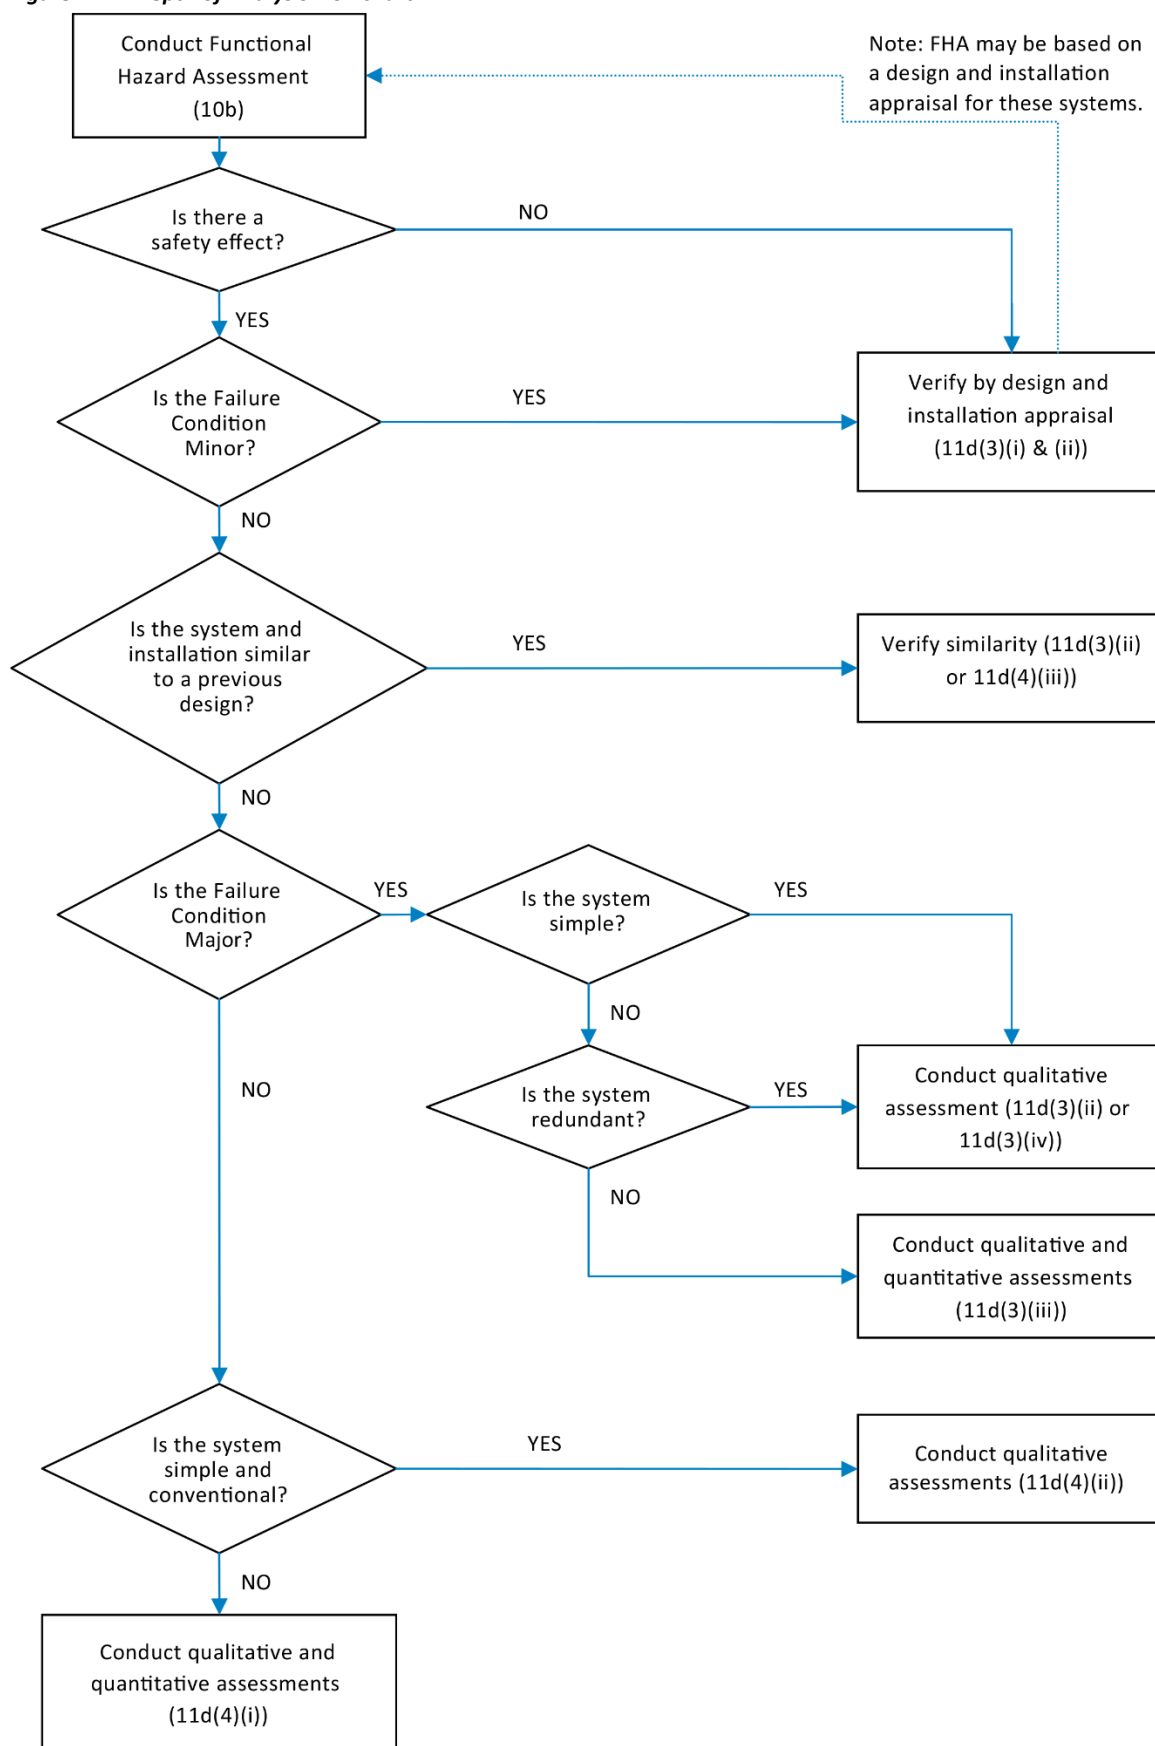 Conduct Functional
Hazard Assessment
(10b)
Note: FHA may be based on
a design and installation
appraisal for these systems.
Is there a
safety effect?
NO
YES
Is the Failure
Condition
Minor?
YES
Verify by design and
installation appraisal
(11d(3)(i) & (ii))
NO
Is the system and
installation similar
to a previous
design?
YES
Verify similarity (11d(3)(ii)
or 11d(4)(iii))
NO
Is the Failure
Condition
Major?
YES
Is the system
simple?
YES
NO
NO
Is the system
redundant?
YES
Conduct qualitative
assessment (11d(3)(ii) or
11d(3)(iv))
NO
Conduct qualitative and
quantitative assessments
(11d(3)(iii))
Is the system
simple and
conventional?
YES
Conduct qualitative
assessments (11d(4)(ii))
NO
Conduct qualitative and
quantitative assessments
(11d(4)(i))